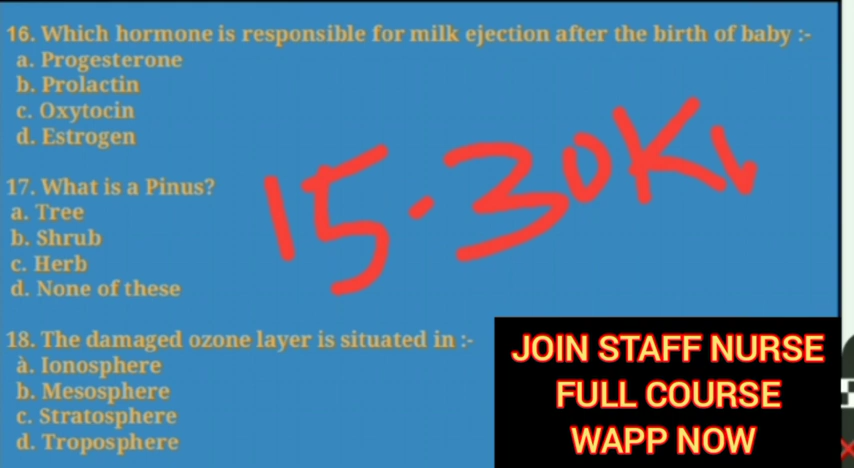 16. Which hormone is responsible for milk ejection after the birth of baby :-
a. Progesterone
b. Prolactin
c. Oxytocin
d. Estrogen
17. What is a Pinus?
a. Tree
b. Shrub
c. Herb
d. None of these
18. The damaged ozone layer is situated in :-
à. Ionosphere
b. Mesosphere
c. Stratosphere
d. Troposphere
15.30K
JOIN STAFF NURSE
FULL COURSE
WAPP NOW